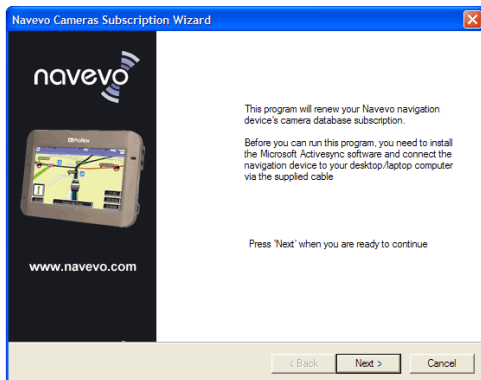 Navevo Cameras Subscription Wizard
navevo
ProNav
This program will renew your Navevo navigation
device's camera database subscription.
Before you can run this program, you need to install
the Microsoft Activesync software and connect the
navigation device to your desktop/laptop computer
via the supplied cable
Press 'Next' when you are ready to continue
www.navevo.com
< Back
Next >
Cancel